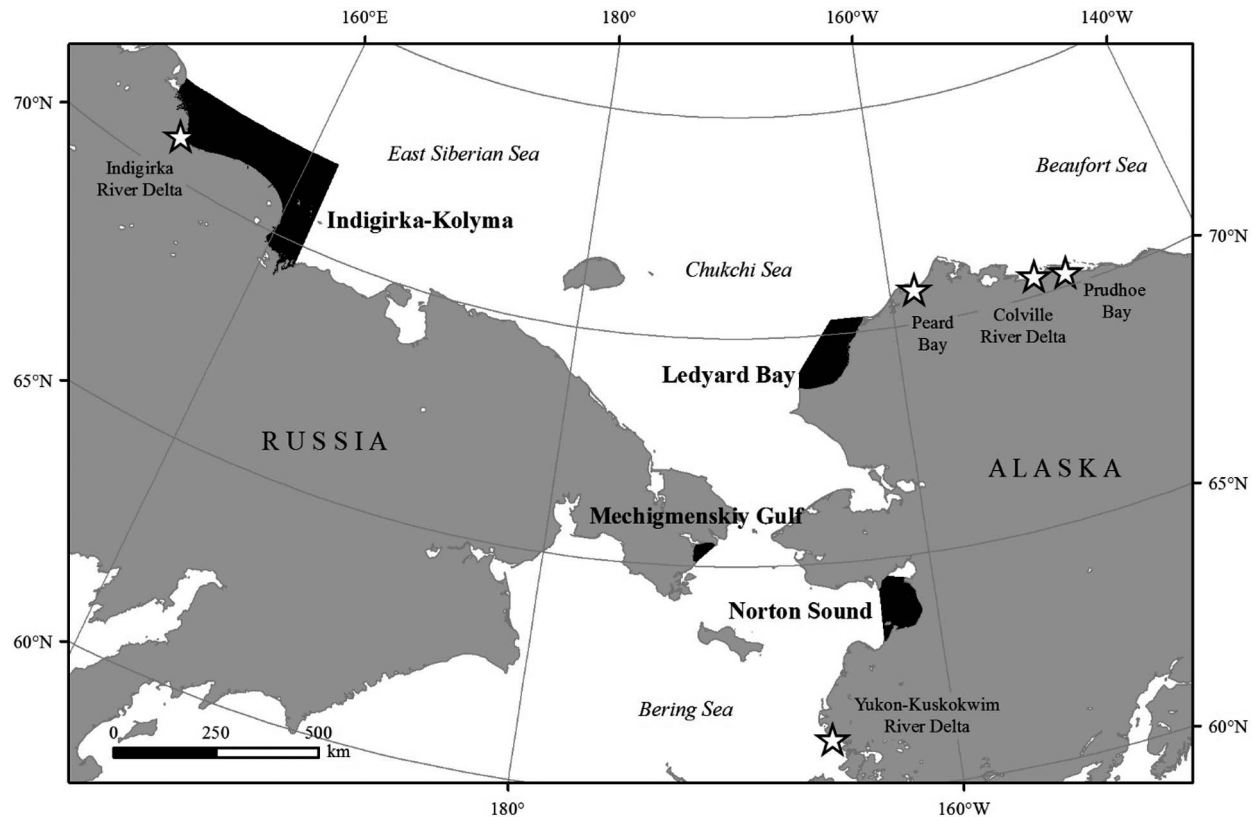 160°E
180°
160°W
140°W
70°N
East Siberian Sea
Beaufort Sea
Indigirka
River Delta
Indigirka-Kolyma
70°N
Chukchi Sea
Prudhoe
Bay
Peard
Bay
Colville
River Delta
Ledyard Bay
65°N
RUSSIA
ALASKA
65°N
Mechigmenskiy Gulf
Norton Sound
60°N
Bering Sea
Yukon-Kuskokwim
River Delta
60°N
0 250 500
km
180°
160°W